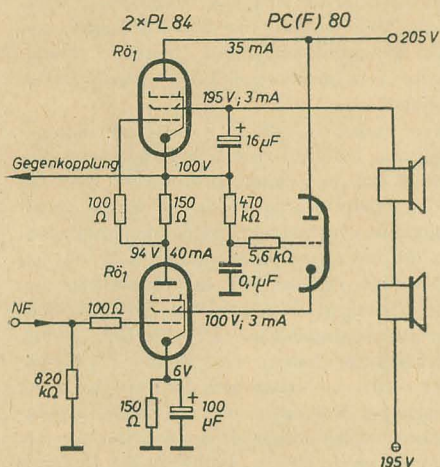 2×PL 84
PC(F) 80
Rö1
35 mA
205 V
195 V; 3 mA
+
16 µF
Gegenkopplung
100 V
100
Ω
150
Ω
470
kΩ
5,6 kΩ
94 V
40 mA
0,1 µF
Rö1
NF
100 Ω
100 V; 3 mA
820
kΩ
6V
150
Ω
+
100
µF
195 V